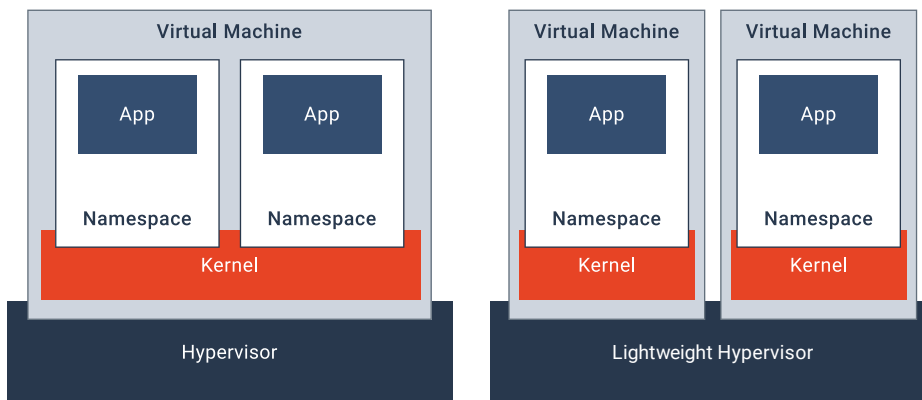 Virtual Machine
App
App
Namespace
Namespace
Kernel
Hypervisor
Virtual Machine
Virtual Machine
App
App
Namespace
Namespace
Kernel
Kernel
Lightweight Hypervisor